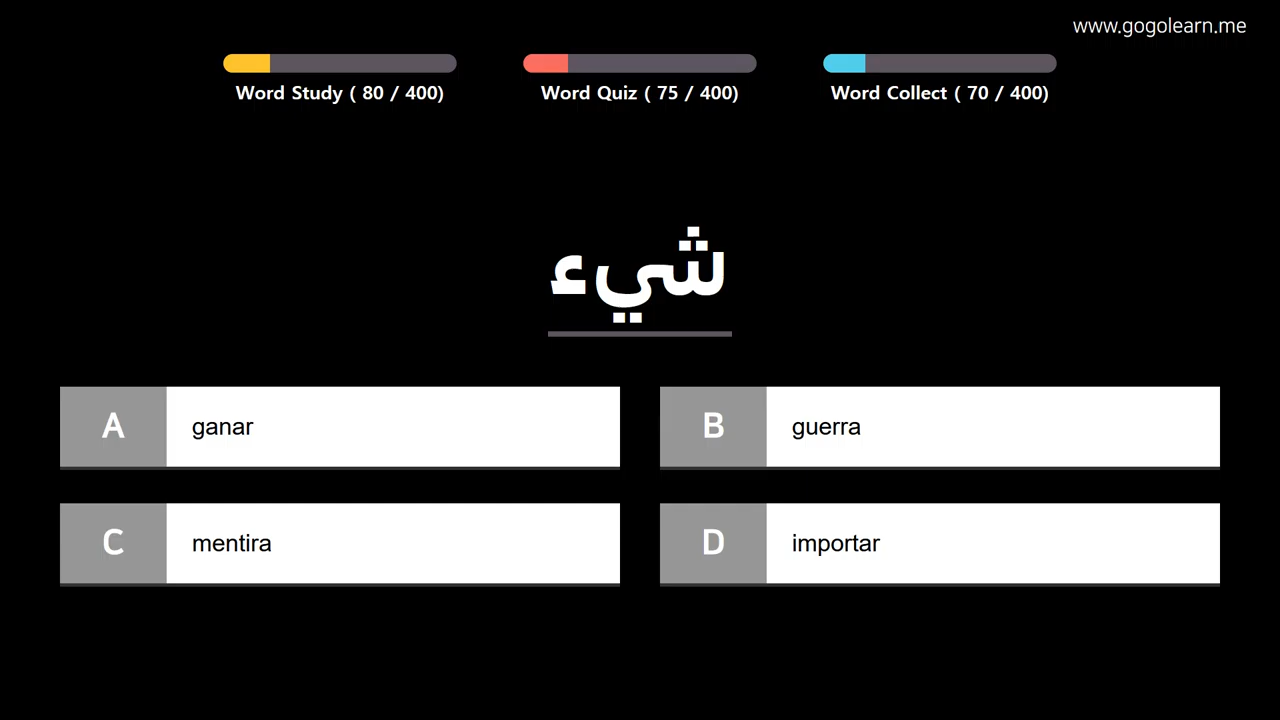 www.gogolearn.me
Word Study ( 80 / 400)
Word Quiz ( 75 / 400)
Word Collect ( 70 / 400)
شيء
A ganar
B guerra
C mentira
D importar